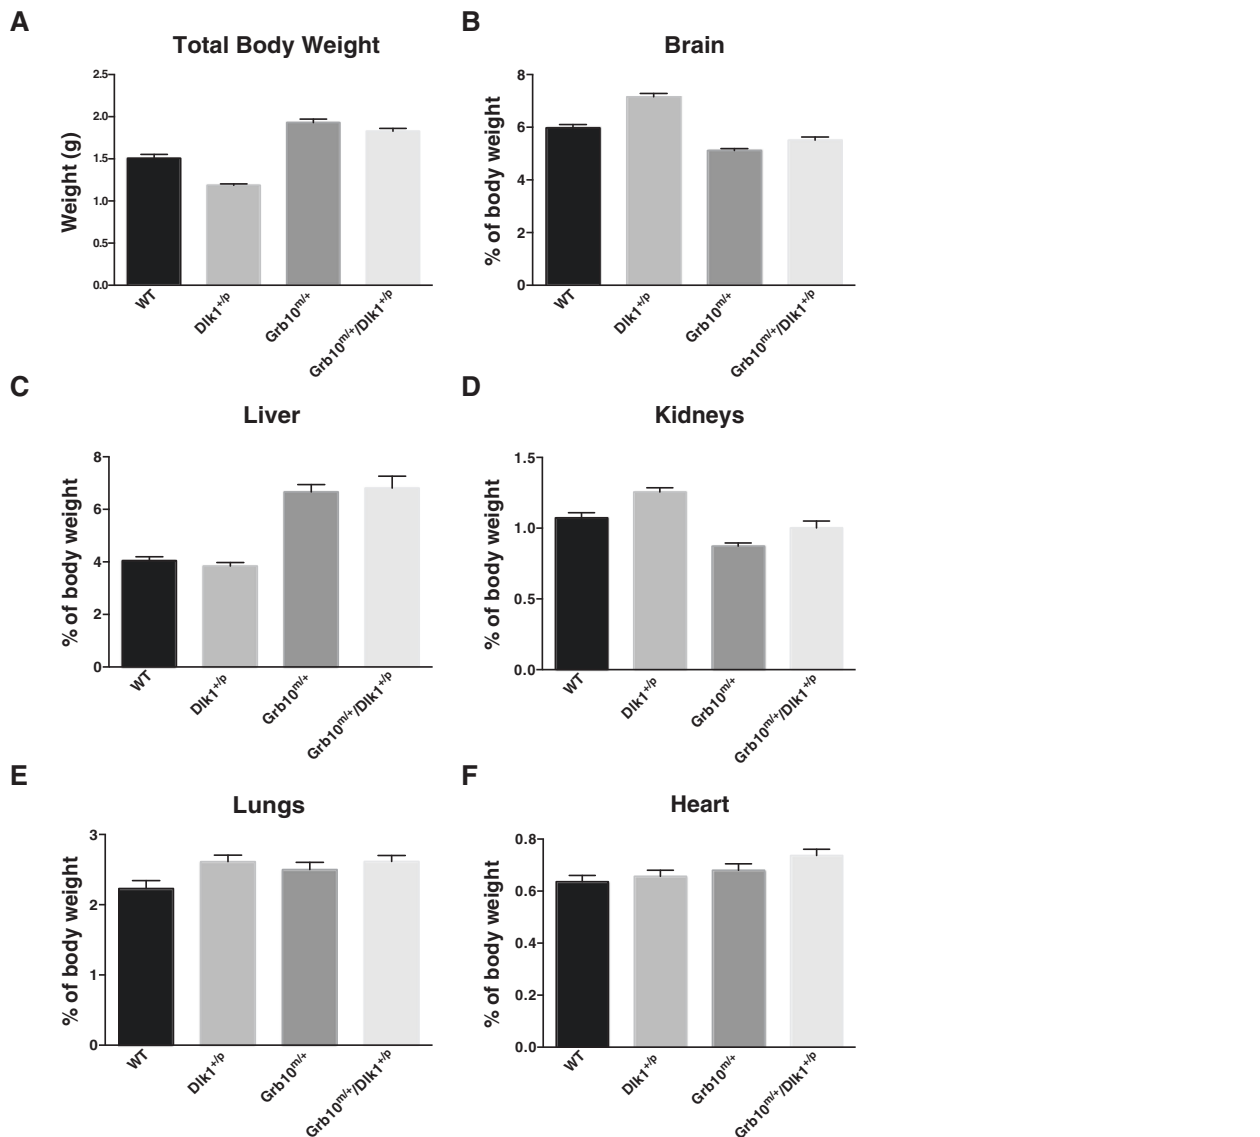 A
Total Body Weight
Weight (g)
2.5
2.0
1.5
1.0
0.5
0.0
WT
Dlk1+/p
Grb10m/+
Grb10m/+/Dlk1+/p
B
Brain
% of body weight
8
6
4
2
0
WT
Dlk1+/p
Grb10m/+
Grb10m/+/Dlk1+/p
C
Liver
% of body weight
8
6
4
2
0
WT
Dlk1+/p
Grb10m/+
Grb10m/+/Dlk1+/p
D
Kidneys
% of body weight
1.5
1.0
0.5
0.0
WT
Dlk1+/p
Grb10m/+
Grb10m/+/Dlk1+/p
E
Lungs
% of body weight
3
2
1
0
WT
Dlk1+/p
Grb10m/+
Grb10m/+/Dlk1+/p
F
Heart
% of body weight
0.8
0.6
0.4
0.2
0.0
WT
Dlk1+/p
Grb10m/+
Grb10m/+/Dlk1+/p